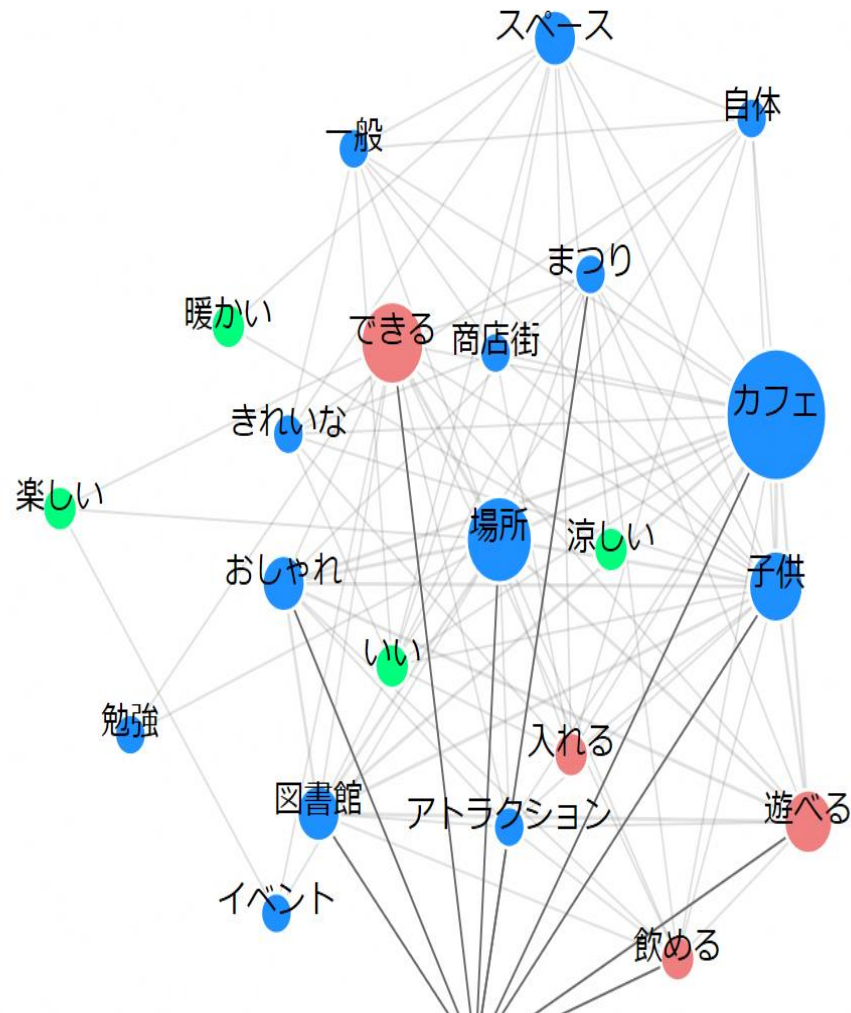 スペース
自体
一般
まつり
暖かい
できる
商店街
カフェ
きれいな
楽しい
場所
涼しい
おしゃれ
子供
いい
勉強
入れる
図書館
アトラクション
遊べる
イベント
飲める